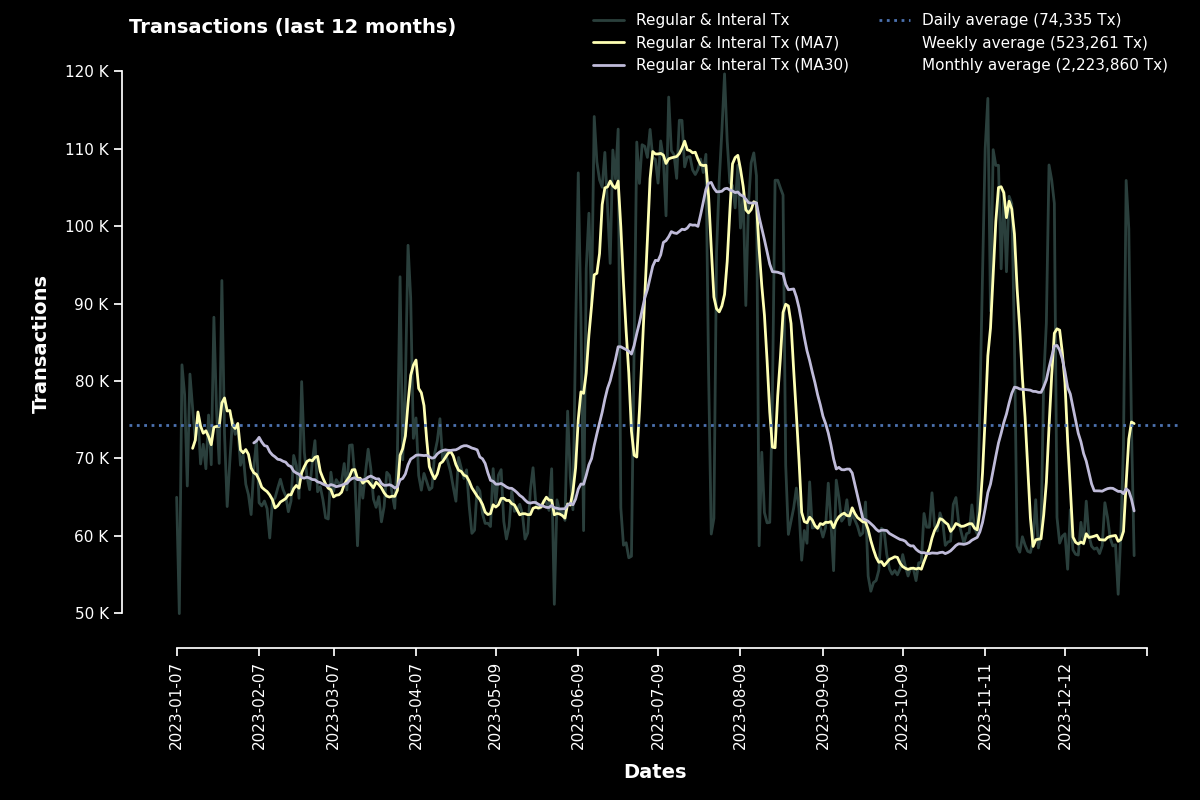 Transactions (last 12 months)
Regular & Interal Tx
Regular & Interal Tx (MA7)
Regular & Interal Tx (MA30)
Daily average (74,335 Tx)
Weekly average (523,261 Tx)
Monthly average (2,223,860 Tx)
120 K
110 K
100 K
90 K
80 K
70 K
60 K
50 K
Transactions
2023-01-07
2023-02-07
2023-03-07
2023-04-07
2023-05-09
2023-06-09
2023-07-09
2023-08-09
2023-09-09
2023-10-09
2023-11-11
2023-12-12
Dates